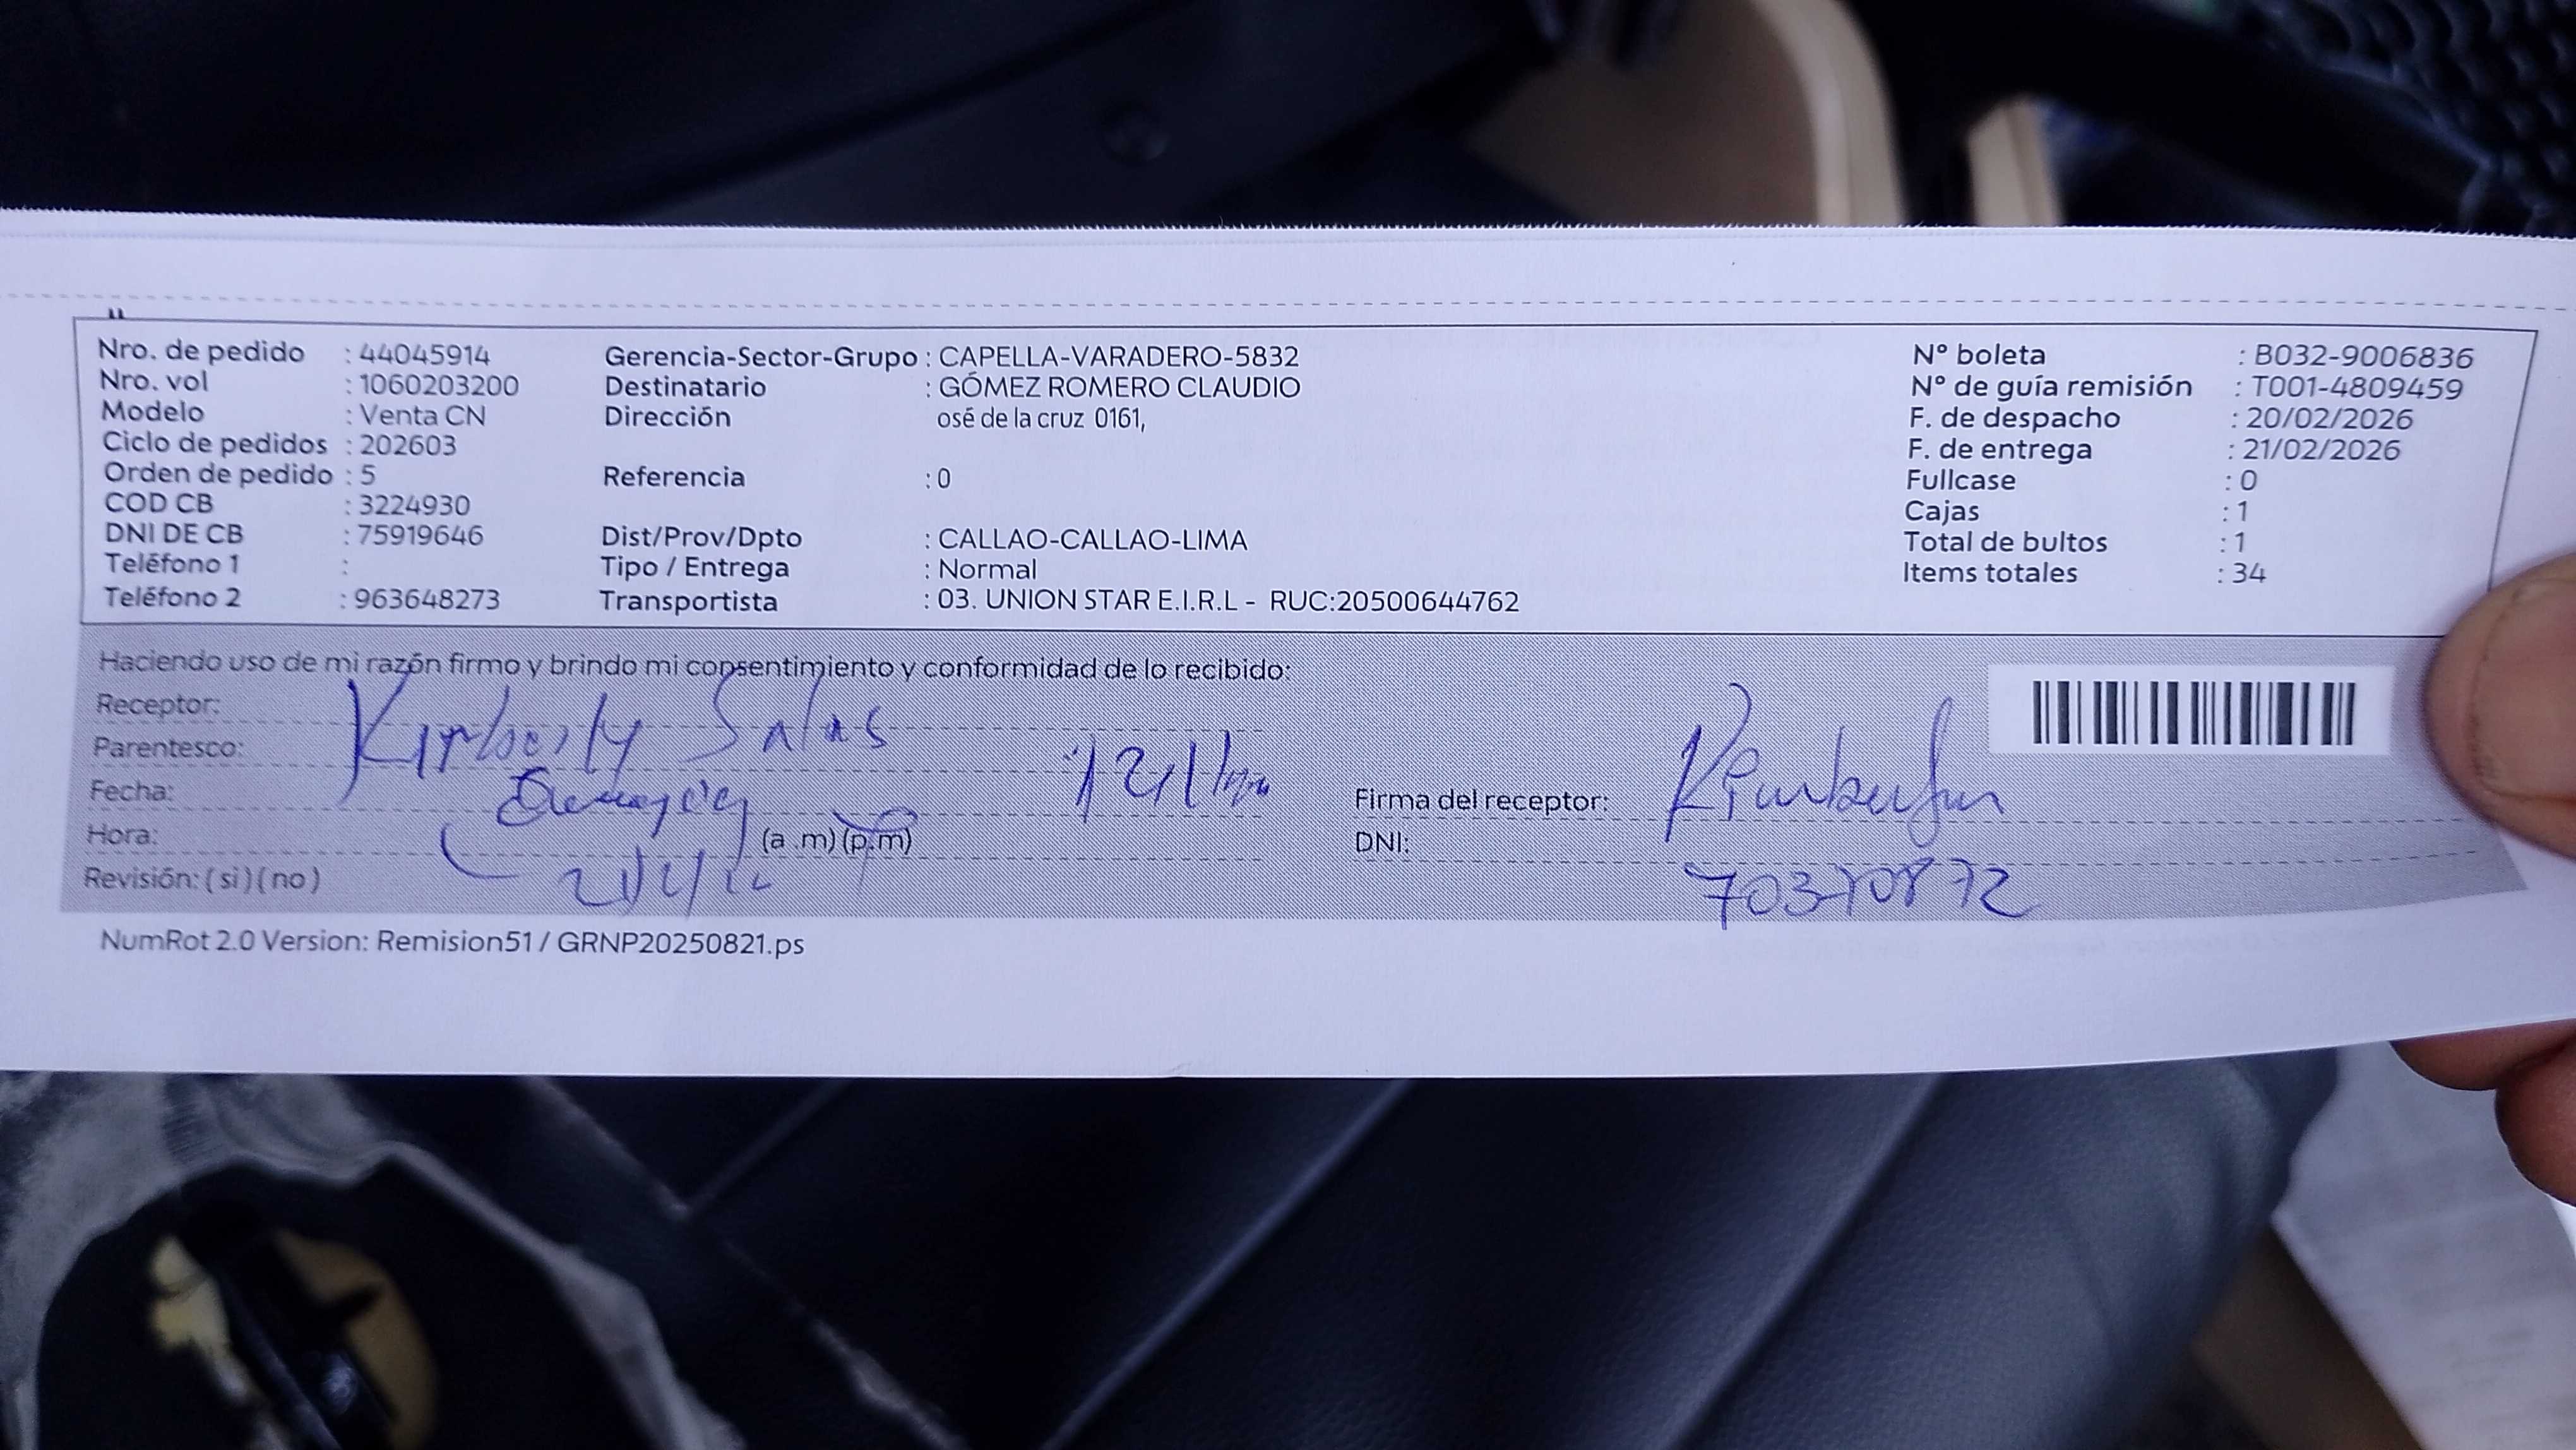 Nro. de pedido : 44045914 Gerencia-Sector-Grupo : CAPELLA-VARADERO-5832 N° boleta : B032-9006836
Nro. vol : 1060203200 Destinatario : GÓMEZ ROMERO CLAUDIO N° de guía remisión : T001-4809459
Modelo : Venta CN Dirección osé de la cruz 0161, F. de despacho : 20/02/2026
Ciclo de pedidos : 202603 F. de entrega : 21/02/2026
Orden de pedido : 5 Referencia : 0 Fullcase : 0
COD CB : 3224930 Cajas : 1
DNI DE CB : 75919646 Dist/Prov/Dpto : CALLAO-CALLAO-LIMA Total de bultos : 1
Teléfono 1 : Tipo / Entrega : Normal Items totales : 34
Teléfono 2 : 963648273 Transportista : 03. UNION STAR E.I.R.L - RUC:20500644762
Haciendo uso de mi razón firmo y brindo mi consentimiento y conformidad de lo recibido:
Receptor: Kimberly Salas
Parentesco:
Fecha: Firma del receptor:
Hora: (a .m) (p.m) DNI:
Revisión: ( si ) ( no )
NumRot 2.0 Version: Remision51 / GRNP20250821.ps